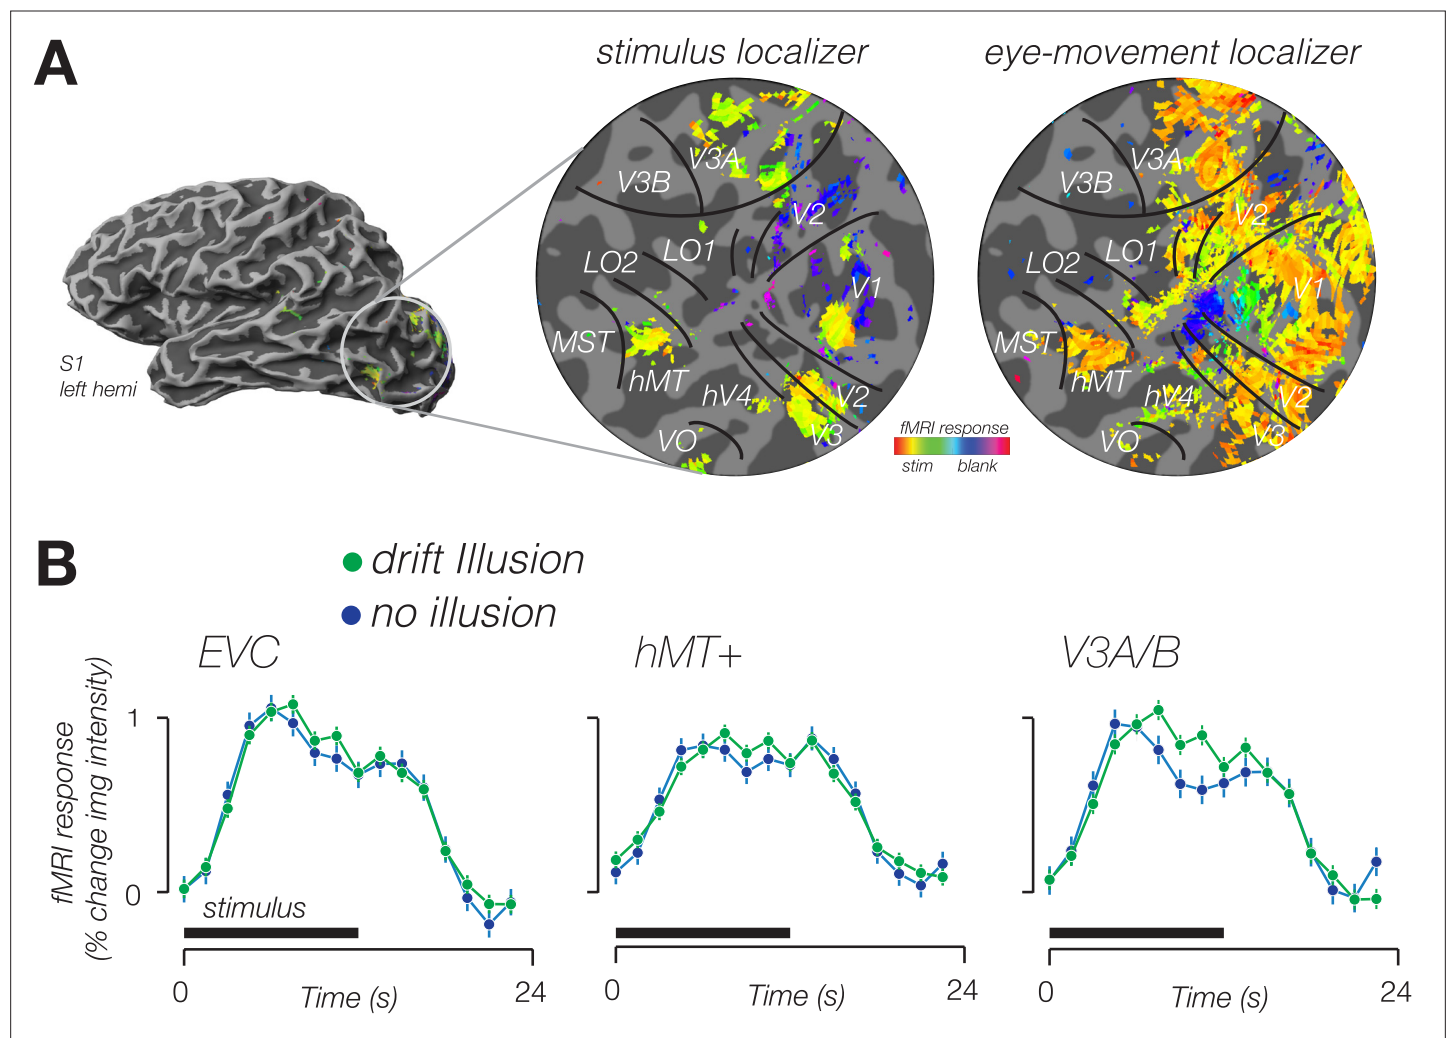 A
stimulus localizer
eye-movement localizer
V3A
V3B
V2
LO1
LO2
V1
MST
hMT
hV4
V2
V3
VO
V3A
V3B
V2
LO1
LO2
V1
MST
hMT
hV4
V2
V3
VO
S1
left hemi
fMRI response
stim blank
B
drift Illusion
no illusion
EVC
hMT+
V3A/B
fMRI response
(% change img intensity)
1
0
stimulus
0
24
Time (s)
0
24
Time (s)
0
24
Time (s)